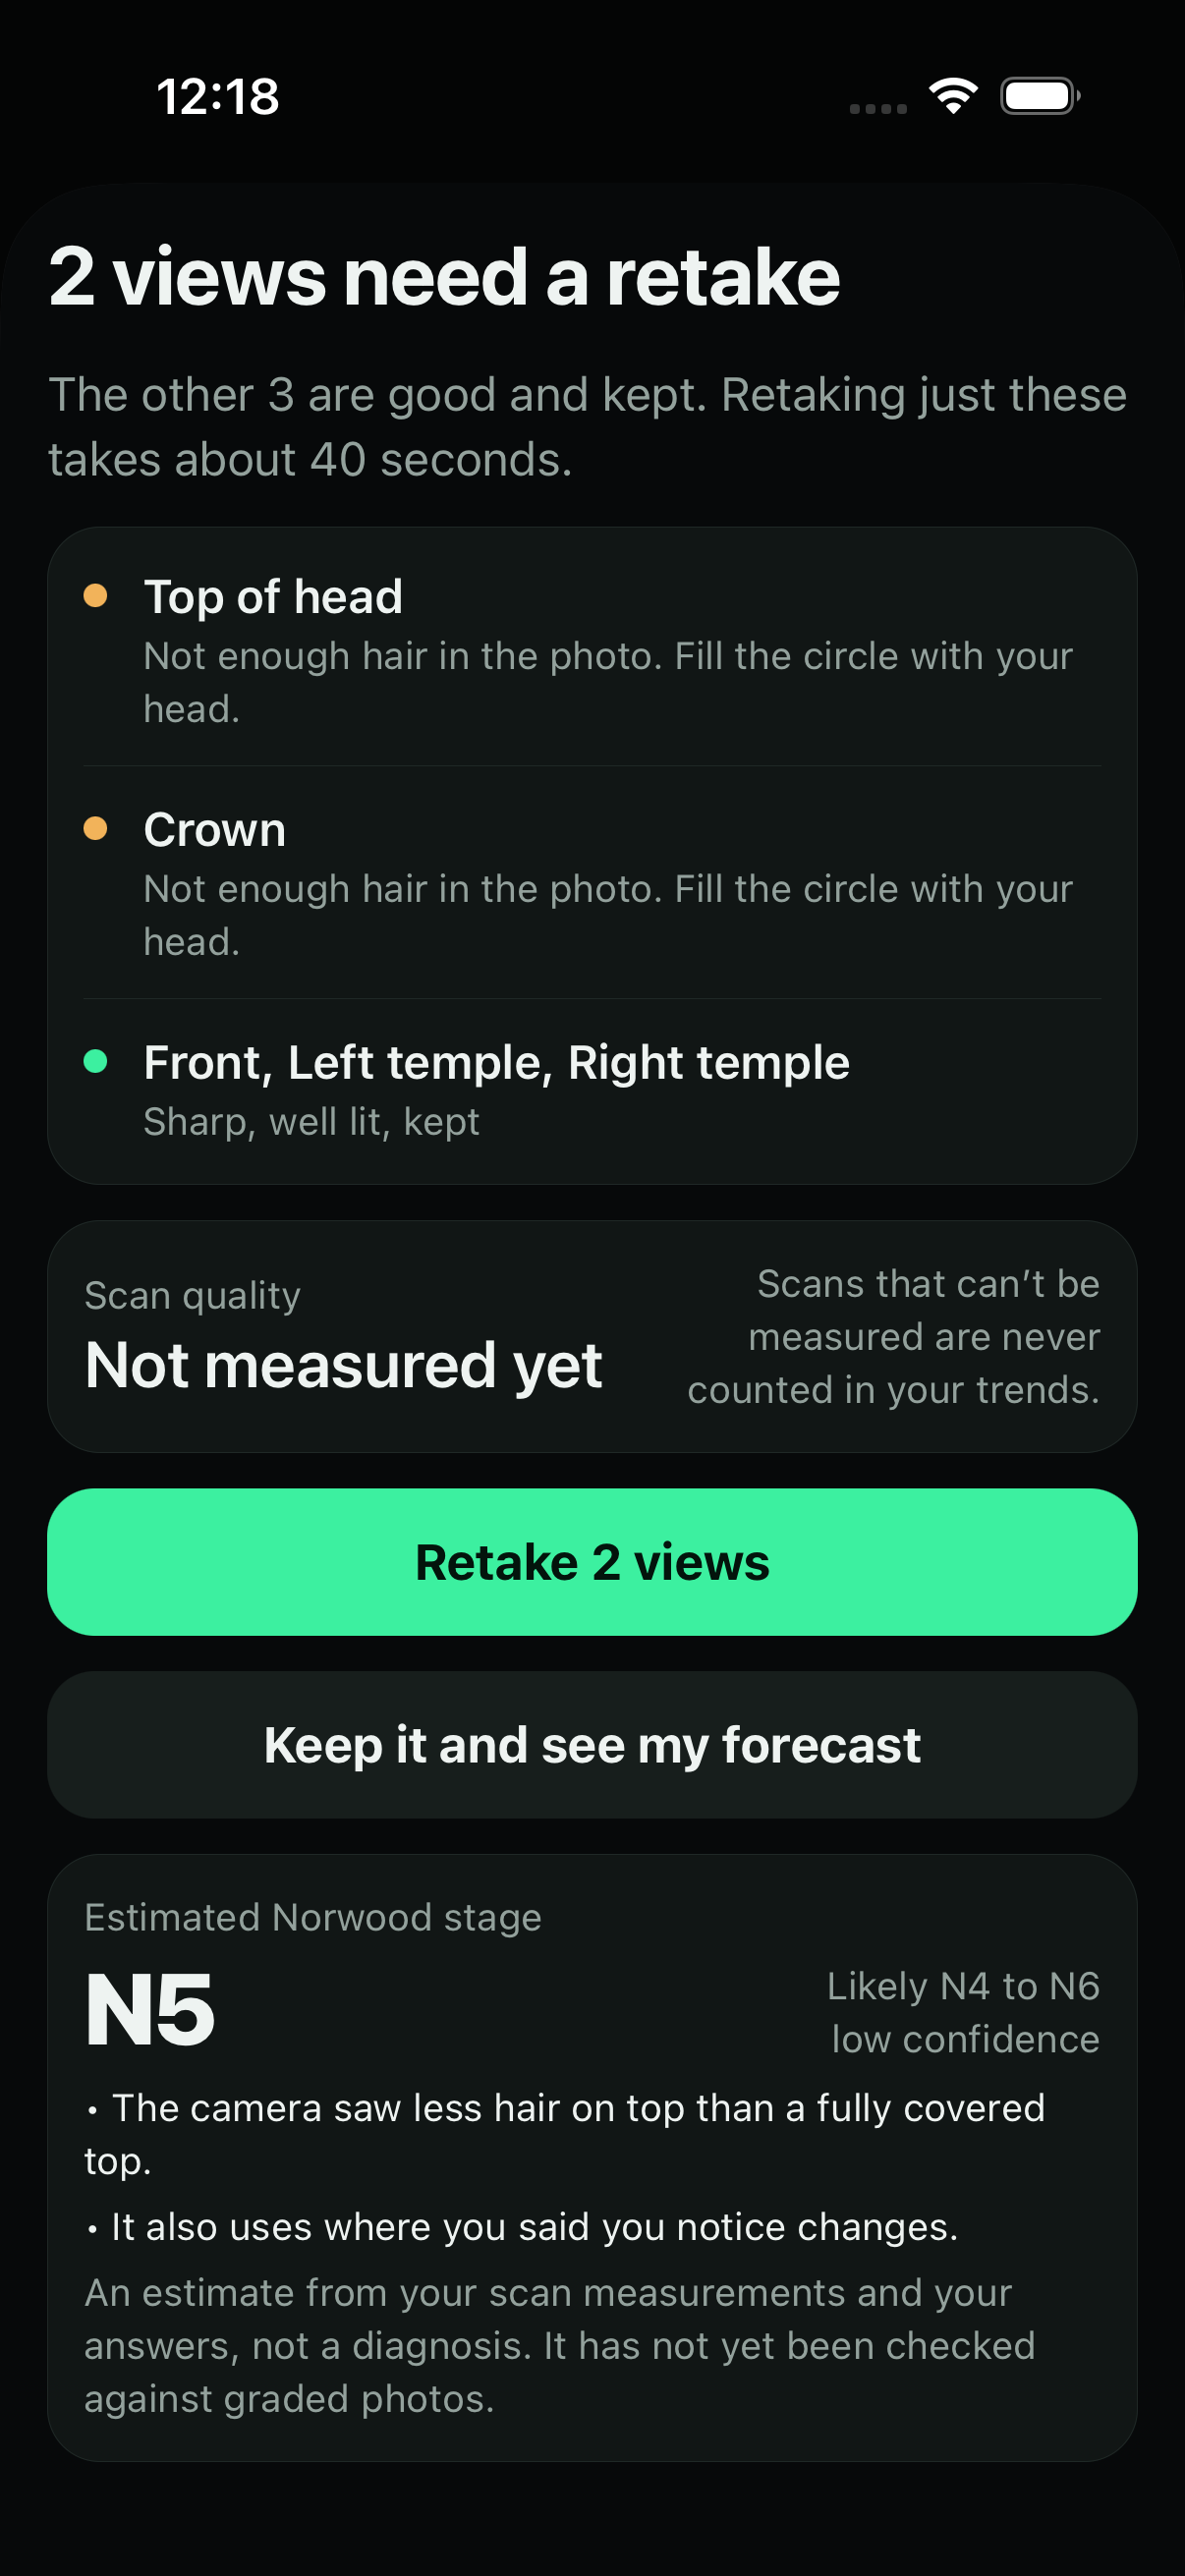 12:18
2 views need a retake
The other 3 are good and kept. Retaking just these
takes about 40 seconds.
Top of head
Not enough hair in the photo. Fill the circle with your
head.
Crown
Not enough hair in the photo. Fill the circle with your
head.
Front, Left temple, Right temple
Sharp, well lit, kept
Scan quality
Not measured yet
Scans that can’t be
measured are never
counted in your trends.
Retake 2 views
Keep it and see my forecast
Estimated Norwood stage
N5
Likely N4 to N6
low confidence
• The camera saw less hair on top than a fully covered
top.
• It also uses where you said you notice changes.
An estimate from your scan measurements and your
answers, not a diagnosis. It has not yet been checked
against graded photos.